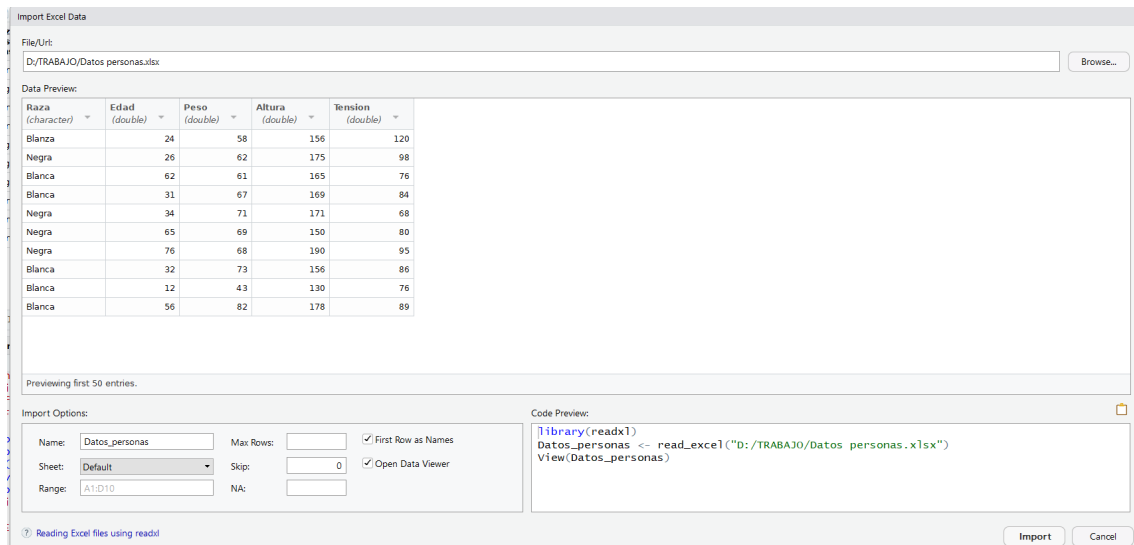 Import Excel Data
File/Url:
D:/TRABAJO/Datos personas.xlsx Browse...
Data Preview:
Raza Edad Peso Altura Tension
(character) (double) (double) (double) (double)
Blanza 24 58 156 120
Negra 26 62 175 98
Blanca 62 61 165 76
Blanca 31 67 169 84
Negra 34 71 171 68
Negra 65 69 150 80
Negra 76 68 190 95
Blanca 32 73 156 86
Blanca 12 43 130 76
Blanca 56 82 178 89
Previewing first 50 entries.
Import Options:
Name: Datos_personas Max Rows: First Row as Names
Sheet: Default Skip: 0 Open Data Viewer
Range: A1:D10 NA:
Code Preview:
library(readxl)
Datos_personas <- read_excel("D:/TRABAJO/Datos personas.xlsx")
View(Datos_personas)
? Reading Excel files using readxl
Import Cancel